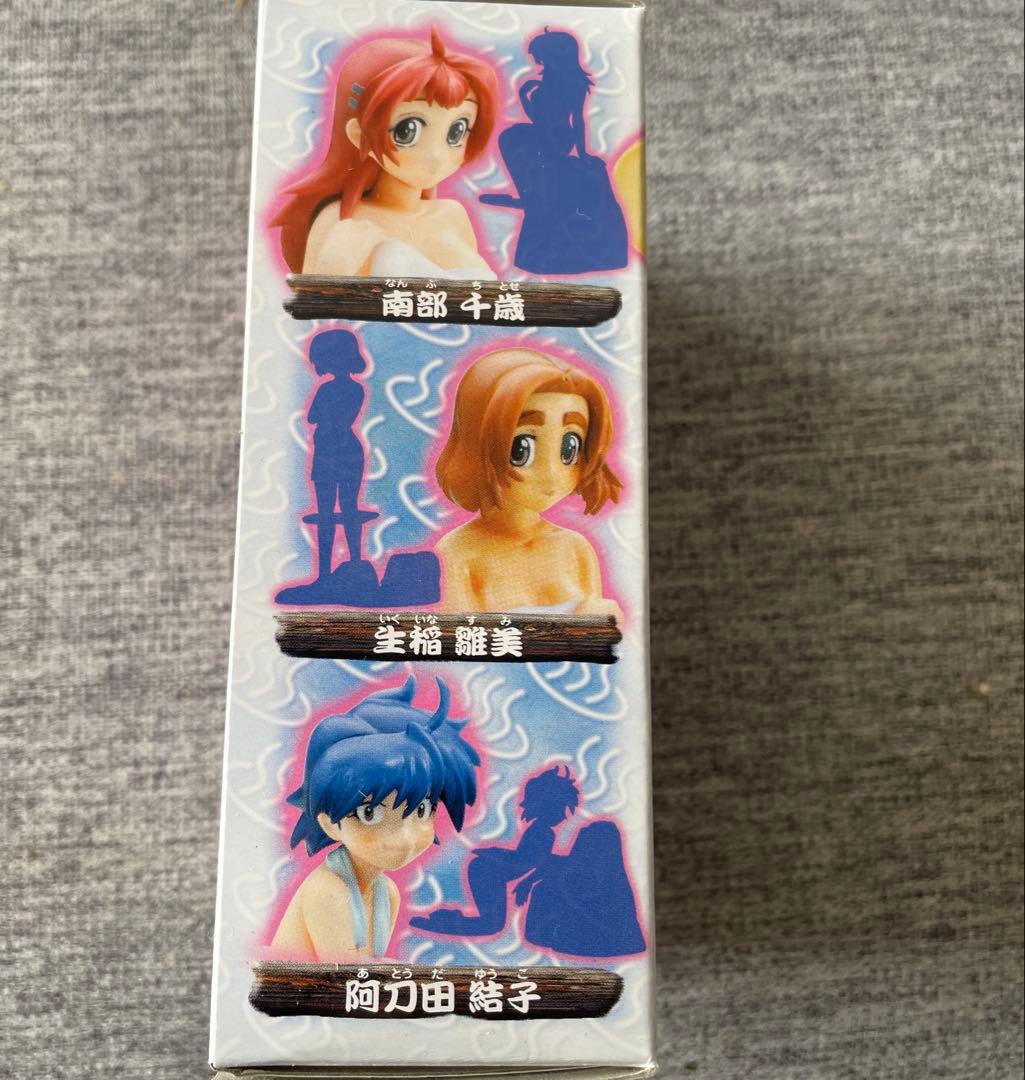 なんぶ ちとせ
南部 千歳
いくいな すみ
生稲 雛美
あとうだ ゆうこ
阿刀田 結子